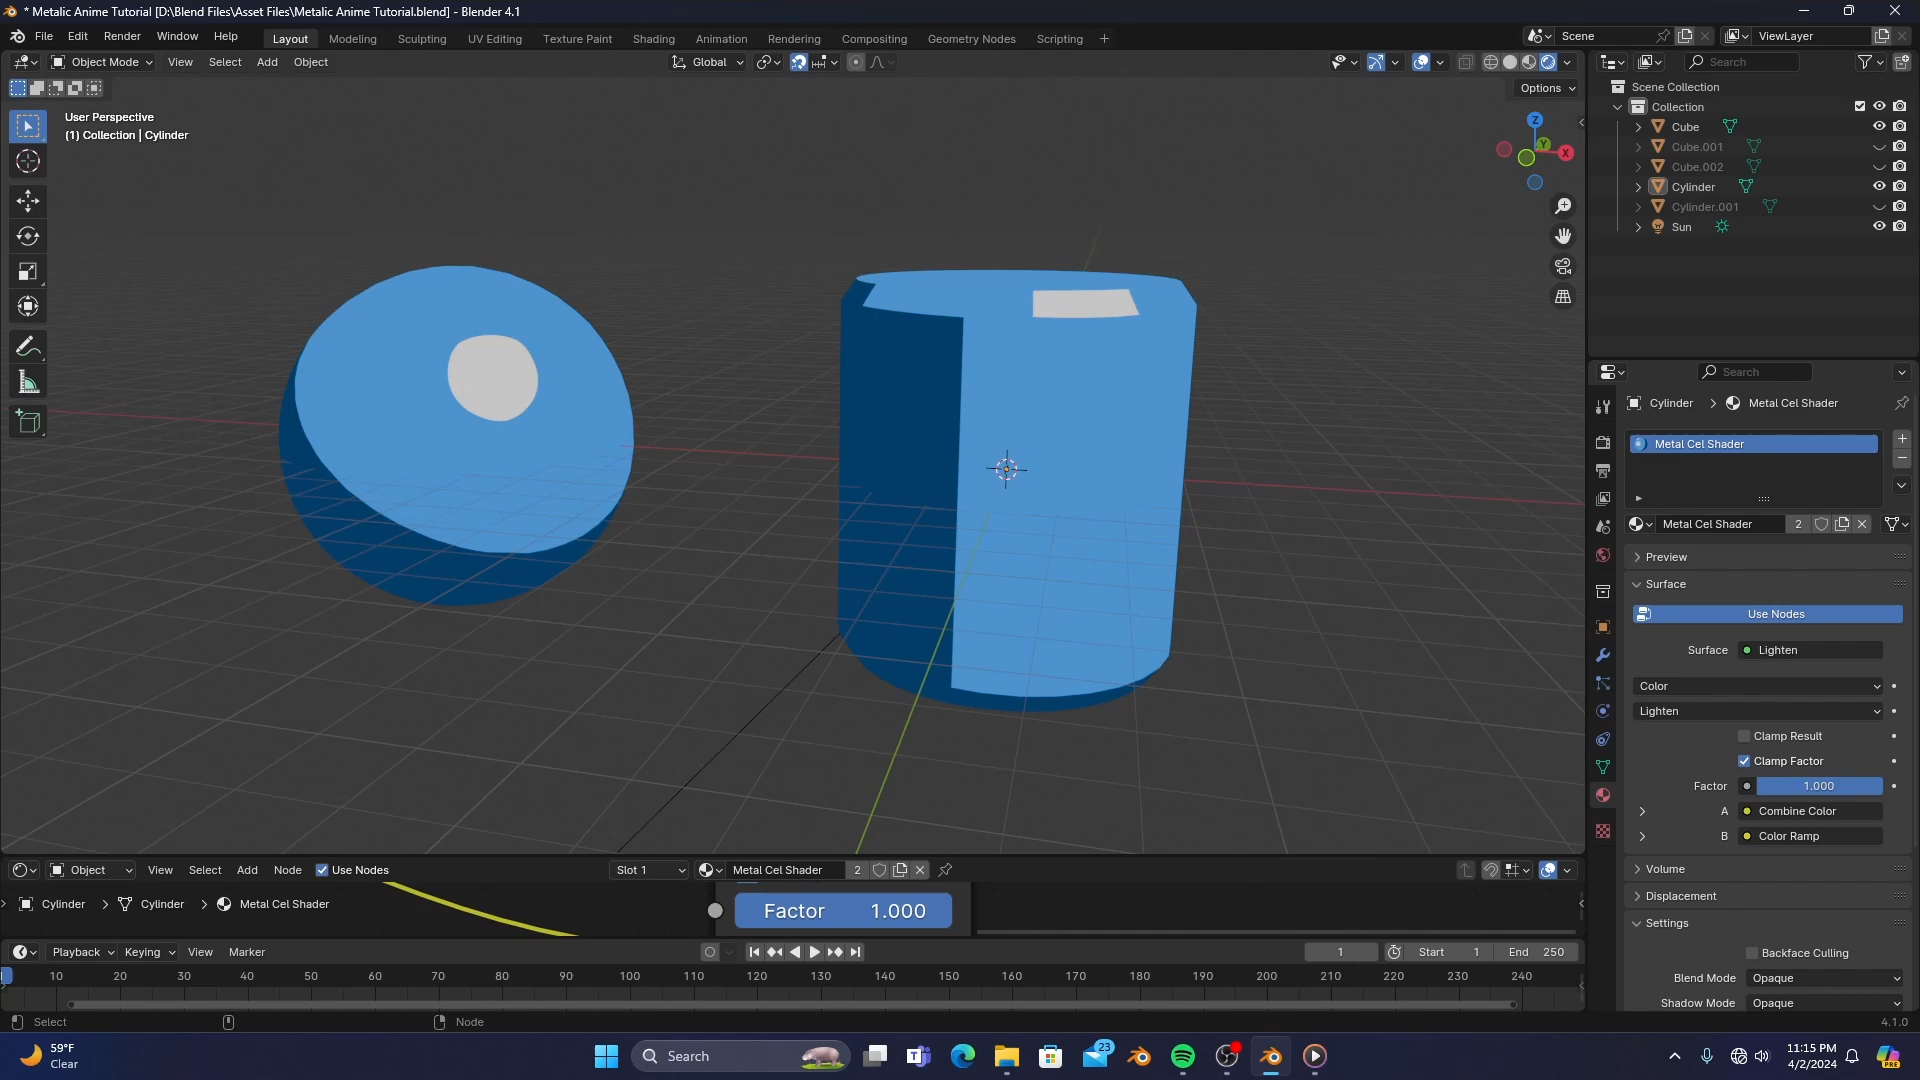 * Metalic Anime Tutorial [D:\Blend Files\Asset Files\Metalic Anime Tutorial.blend] - Blender 4.1
File Edit Render Window Help Layout Modeling Sculpting UV Editing Texture Paint Shading Animation Rendering Compositing Geometry Nodes Scripting + Scene ViewLayer
Object Mode View Select Add Object Global Search
Options
User Perspective
(1) Collection | Cylinder
Z
Y
X
Scene Collection
Collection
Cube
Cube.001
Cube.002
Cylinder
Cylinder.001
Sun
Search
Cylinder > Metal Cel Shader
Metal Cel Shader
Metal Cel Shader 2
Preview
Surface
Use Nodes
Surface Lighten
Color
Lighten
Clamp Result
Clamp Factor
Factor 1.000
A Combine Color
B Color Ramp
Volume
Displacement
Settings
Backface Culling
Blend Mode Opaque
Shadow Mode Opaque
Object View Select Add Node Use Nodes Slot 1 Metal Cel Shader 2
Cylinder > Cylinder > Metal Cel Shader
Factor 1.000
Playback Keying View Marker 1 Start 1 End 250
10 20 30 40 50 60 70 80 90 100 110 120 130 140 150 160 170 180 190 200 210 220 230 240
Select Node 4.1.0
59°F
Clear
Search
23
11:15 PM
4/2/2024
PRE